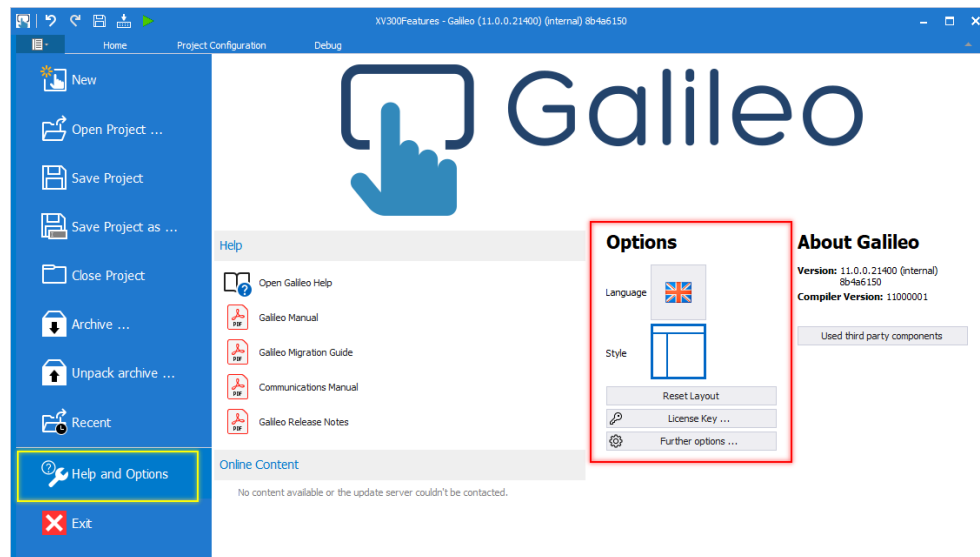 XV300Features - Galileo (11.0.0.21400) (internal) 8b4a6150
Home
Project Configuration
Debug
New
Open Project ...
Save Project
Save Project as ...
Close Project
Archive ...
Unpack archive ...
Recent
Help and Options
Exit
Galileo
Help
Open Galileo Help
PDF
Galileo Manual
PDF
Galileo Migration Guide
PDF
Communications Manual
PDF
Galileo Release Notes
Online Content
No content available or the update server couldn't be contacted.
Options
Language
Style
Reset Layout
License Key ...
Further options ...
About Galileo
Version: 11.0.0.21400 (internal)
8b4a6150
Compiler Version: 11000001
Used third party components